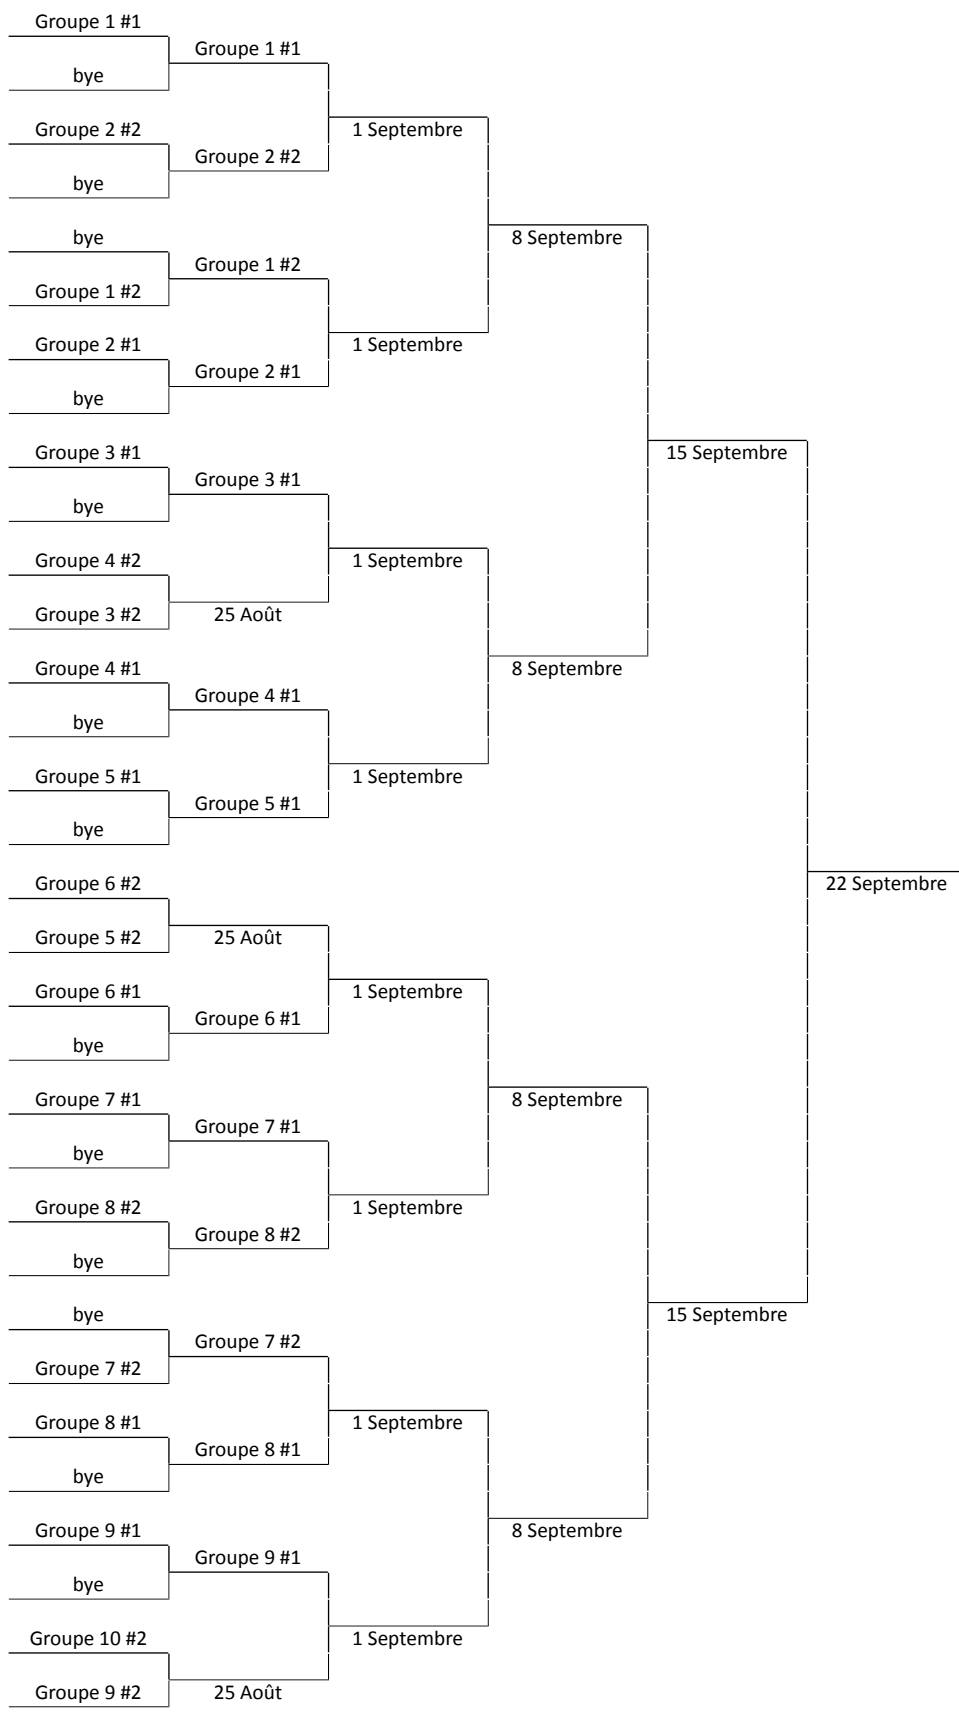 Groupe 1 #1
Groupe 1 #1
bye
1 Septembre
Groupe 2 #2
Groupe 2 #2
bye
8 Septembre
bye
Groupe 1 #2
Groupe 1 #2
1 Septembre
Groupe 2 #1
Groupe 2 #1
bye
15 Septembre
Groupe 3 #1
Groupe 3 #1
bye
1 Septembre
Groupe 4 #2
25 Août
Groupe 3 #2
8 Septembre
Groupe 4 #1
Groupe 4 #1
bye
1 Septembre
Groupe 5 #1
Groupe 5 #1
bye
22 Septembre
Groupe 6 #2
25 Août
Groupe 5 #2
1 Septembre
Groupe 6 #1
Groupe 6 #1
bye
8 Septembre
Groupe 7 #1
Groupe 7 #1
bye
1 Septembre
Groupe 8 #2
Groupe 8 #2
bye
15 Septembre
bye
Groupe 7 #2
Groupe 7 #2
1 Septembre
Groupe 8 #1
Groupe 8 #1
bye
8 Septembre
Groupe 9 #1
Groupe 9 #1
bye
1 Septembre
Groupe 10 #2
25 Août
Groupe 9 #2